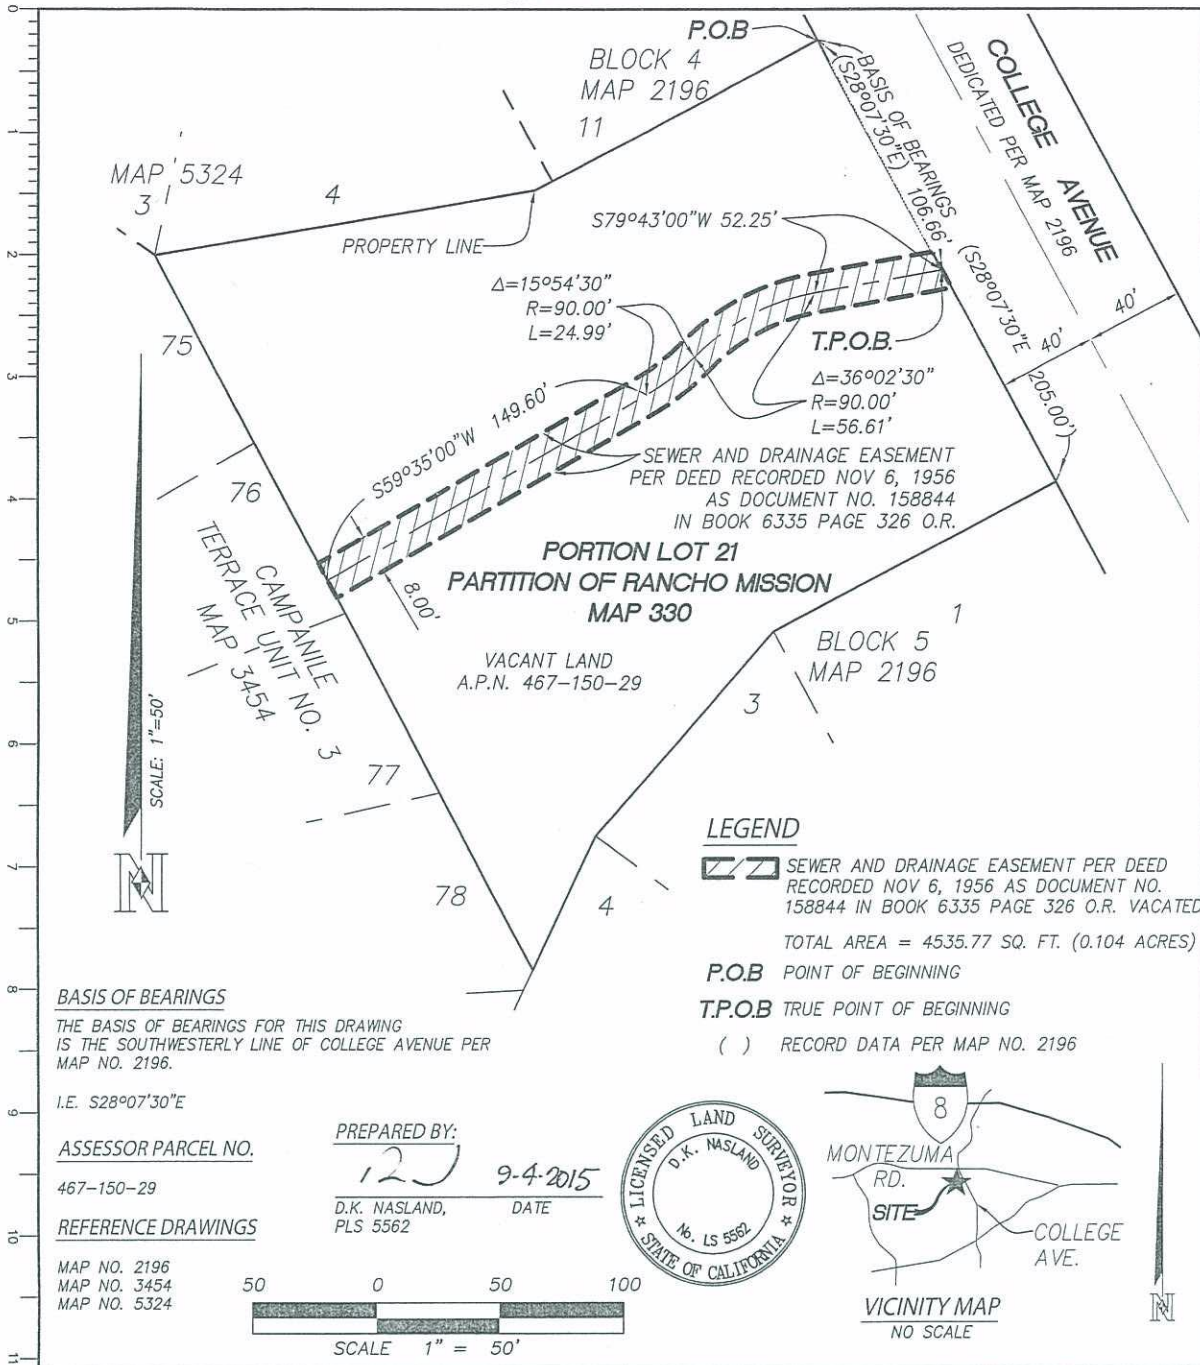 0
1
2
3
4
5
6
7
8
9
10
11
P.O.B
BLOCK 4
MAP 2196
11
BASIS OF BEARINGS
(S28°07'30"E) 106.66'
(S28°07'30"E
205.00')
COLLEGE AVENUE
DEDICATED PER MAP 2196
40'
40'
MAP 5324
3
4
PROPERTY LINE
S79°43'00"W 52.25'
Δ=15°54'30"
R=90.00'
L=24.99'
T.P.O.B.
Δ=36°02'30"
R=90.00'
L=56.61'
75
S59°35'00"W 149.60'
SEWER AND DRAINAGE EASEMENT
PER DEED RECORDED NOV 6, 1956
AS DOCUMENT NO. 158844
IN BOOK 6335 PAGE 326 O.R.
76
CAMPANILE
TERRACE UNIT NO. 3
MAP 3454
8.00'
PORTION LOT 21
PARTITION OF RANCHO MISSION
MAP 330
VACANT LAND
A.P.N. 467-150-29
1
BLOCK 5
MAP 2196
3
SCALE: 1"=50'
N
77
78
4
LEGEND
SEWER AND DRAINAGE EASEMENT PER DEED
RECORDED NOV 6, 1956 AS DOCUMENT NO.
158844 IN BOOK 6335 PAGE 326 O.R. VACATED
TOTAL AREA = 4535.77 SQ. FT. (0.104 ACRES)
P.O.B POINT OF BEGINNING
T.P.O.B TRUE POINT OF BEGINNING
( ) RECORD DATA PER MAP NO. 2196
BASIS OF BEARINGS
THE BASIS OF BEARINGS FOR THIS DRAWING
IS THE SOUTHWESTERLY LINE OF COLLEGE AVENUE PER
MAP NO. 2196.
I.E. S28°07'30"E
ASSESSOR PARCEL NO.
467-150-29
REFERENCE DRAWINGS
MAP NO. 2196
MAP NO. 3454
MAP NO. 5324
PREPARED BY:
9-4-2015
D.K. NASLAND, DATE
PLS 5562
LICENSED LAND SURVEYOR
D.K. NASLAND
No. LS 5562
STATE OF CALIFORNIA
50 0 50 100
SCALE 1" = 50'
8
MONTEZUMA
RD.
SITE
COLLEGE
AVE.
VICINITY MAP
NO SCALE
N